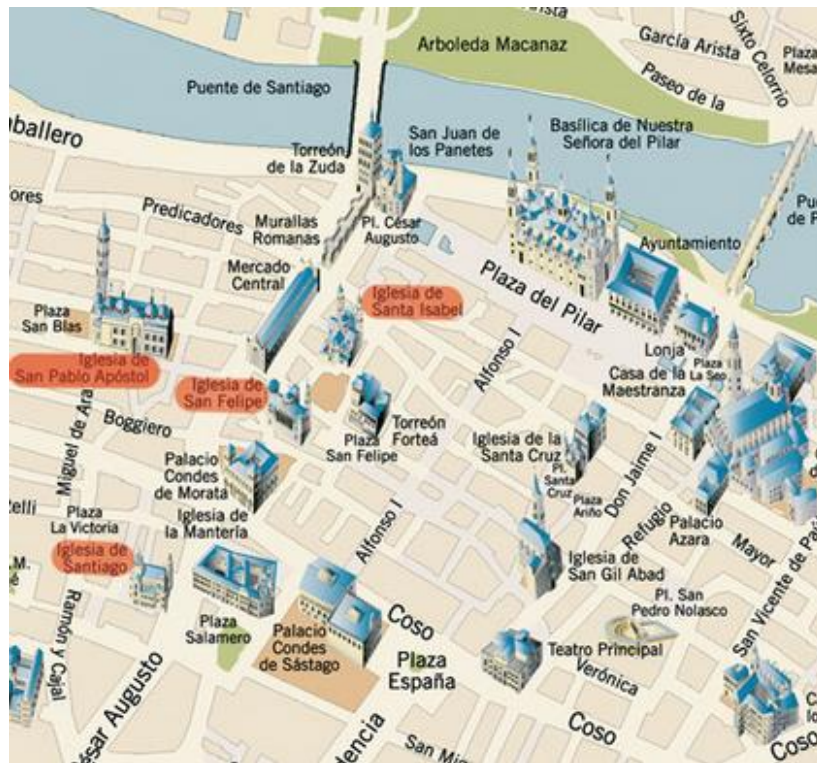 Arboleda Macanaz
García Arista
Sixto Celorrio
Plaza
Mesa
Paseo de la
Puente de Santiago
aballero
Torreón
de la Zuda
San Juan de
los Panetes
Basílica de Nuestra
Señora del Pilar
ores
Predicadores
Murallas
Romanas
Pl. César
Augusto
Ayuntamiento
Mercado
Central
Plaza del Pilar
Iglesia de
Santa Isabel
Plaza
San Blas
Alfonso I
Lonja
Plaza
La Seo
Casa de la
Maestranza
Iglesia de
San Pablo Apóstol
Iglesia de
San Felipe
Miguel de Ara
Boggiero
Torreón
Forteá
Plaza
San Felipe
Iglesia de la
Santa Cruz
Pl.
Santa
Cruz
Plaza
Ariño
Don Jaime I
Palacio
Condes
de Morata
Iglesia de
la Mantería
Plaza
La Victoria
Alfonso I
Refugio
Palacio
Azara
Mayor
Iglesia de
Santiago
Iglesia de
San Gil Abad
San Vicente de Paú
Ramón y Cajal
Plaza
Salamero
Palacio
Condes
de Sástago
Coso
Pl. San
Pedro Nolasco
Plaza
España
Teatro Principal
Verónica
César Augusto
dencia
San Mig
Coso
Coso